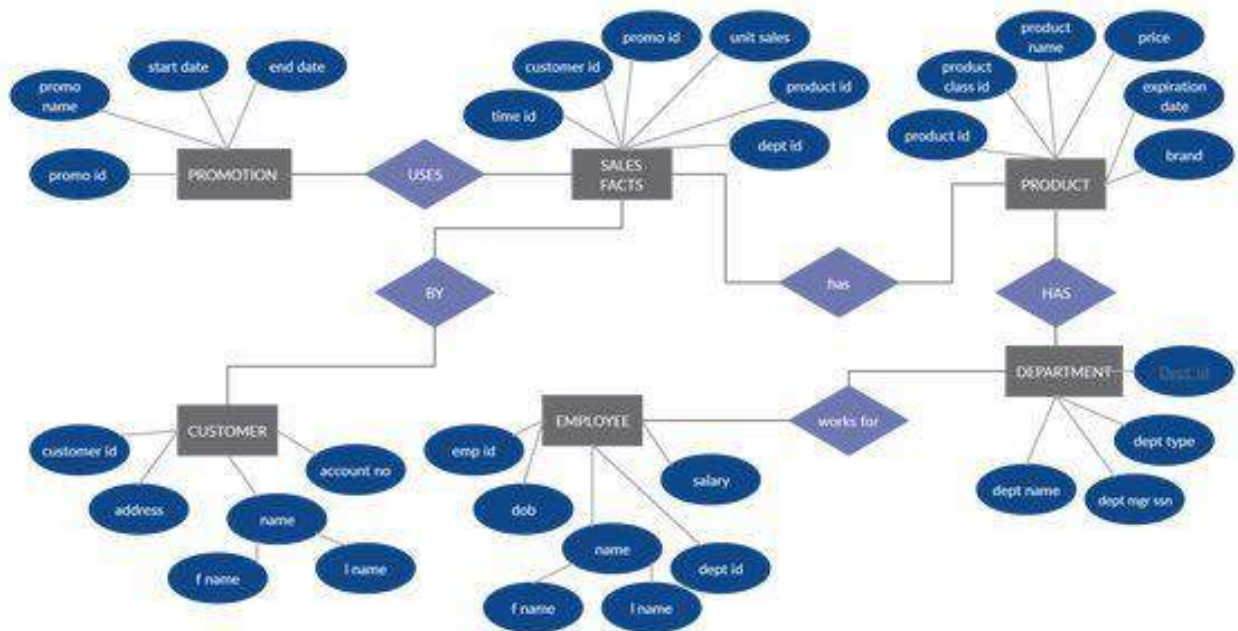 promo id
unit sales
product name
price
start date
end date
customer id
promo name
product class id
expiration date
product id
time id
product id
dept id
brand
promo id
PROMOTION
USES
SALES FACTS
PRODUCT
BY
has
HAS
DEPARTMENT
Dept id
CUSTOMER
EMPLOYEE
works for
customer id
account no
emp id
salary
dept type
address
name
dob
dept name
dept mgr ssn
f name
l name
name
dept id
f name
l name